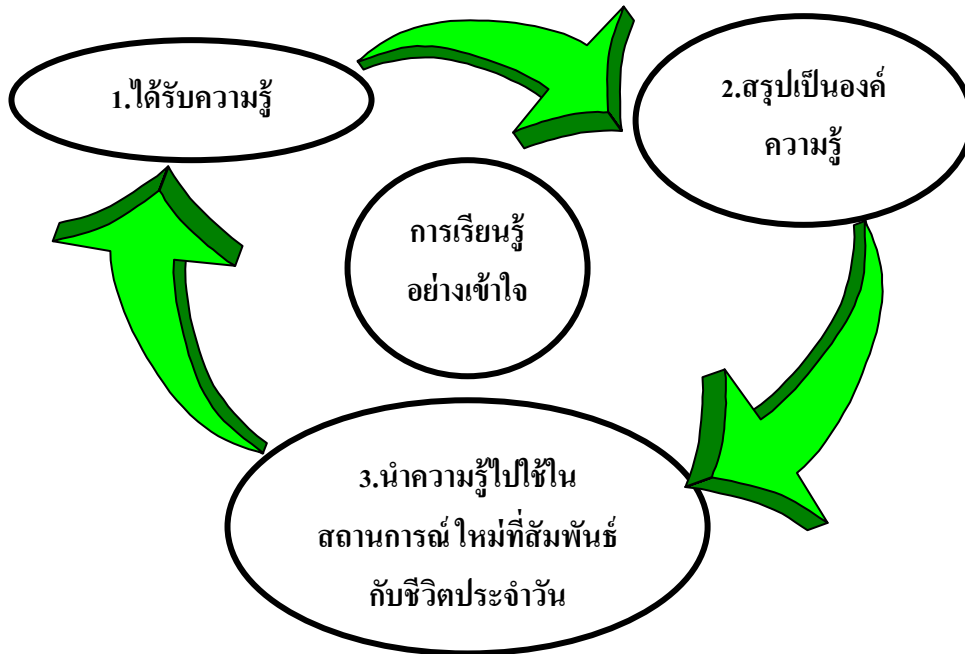 1.ได้รับความรู้
2.สรุปเป็นองค์
ความรู้
การเรียนรู้
อย่างเข้าใจ
3.นำความรู้ไปใช้ใน
สถานการณ์ ใหม่ที่สัมพันธ์
กับชีวิตประจำวัน